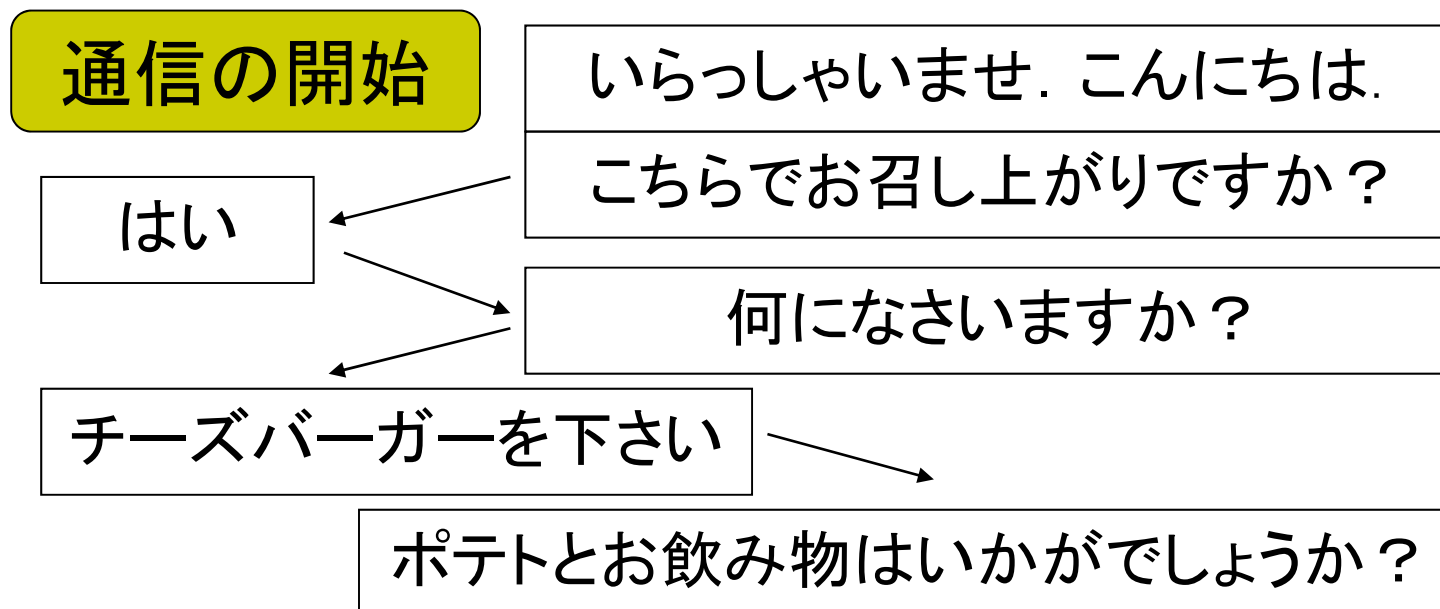 通信の開始
いらっしゃいませ．こんにちは.
こちらでお召し上がりですか？
はい
何になさいますか？
チーズバーガーを下さい
ポテトとお飲み物はいかがでしょうか？